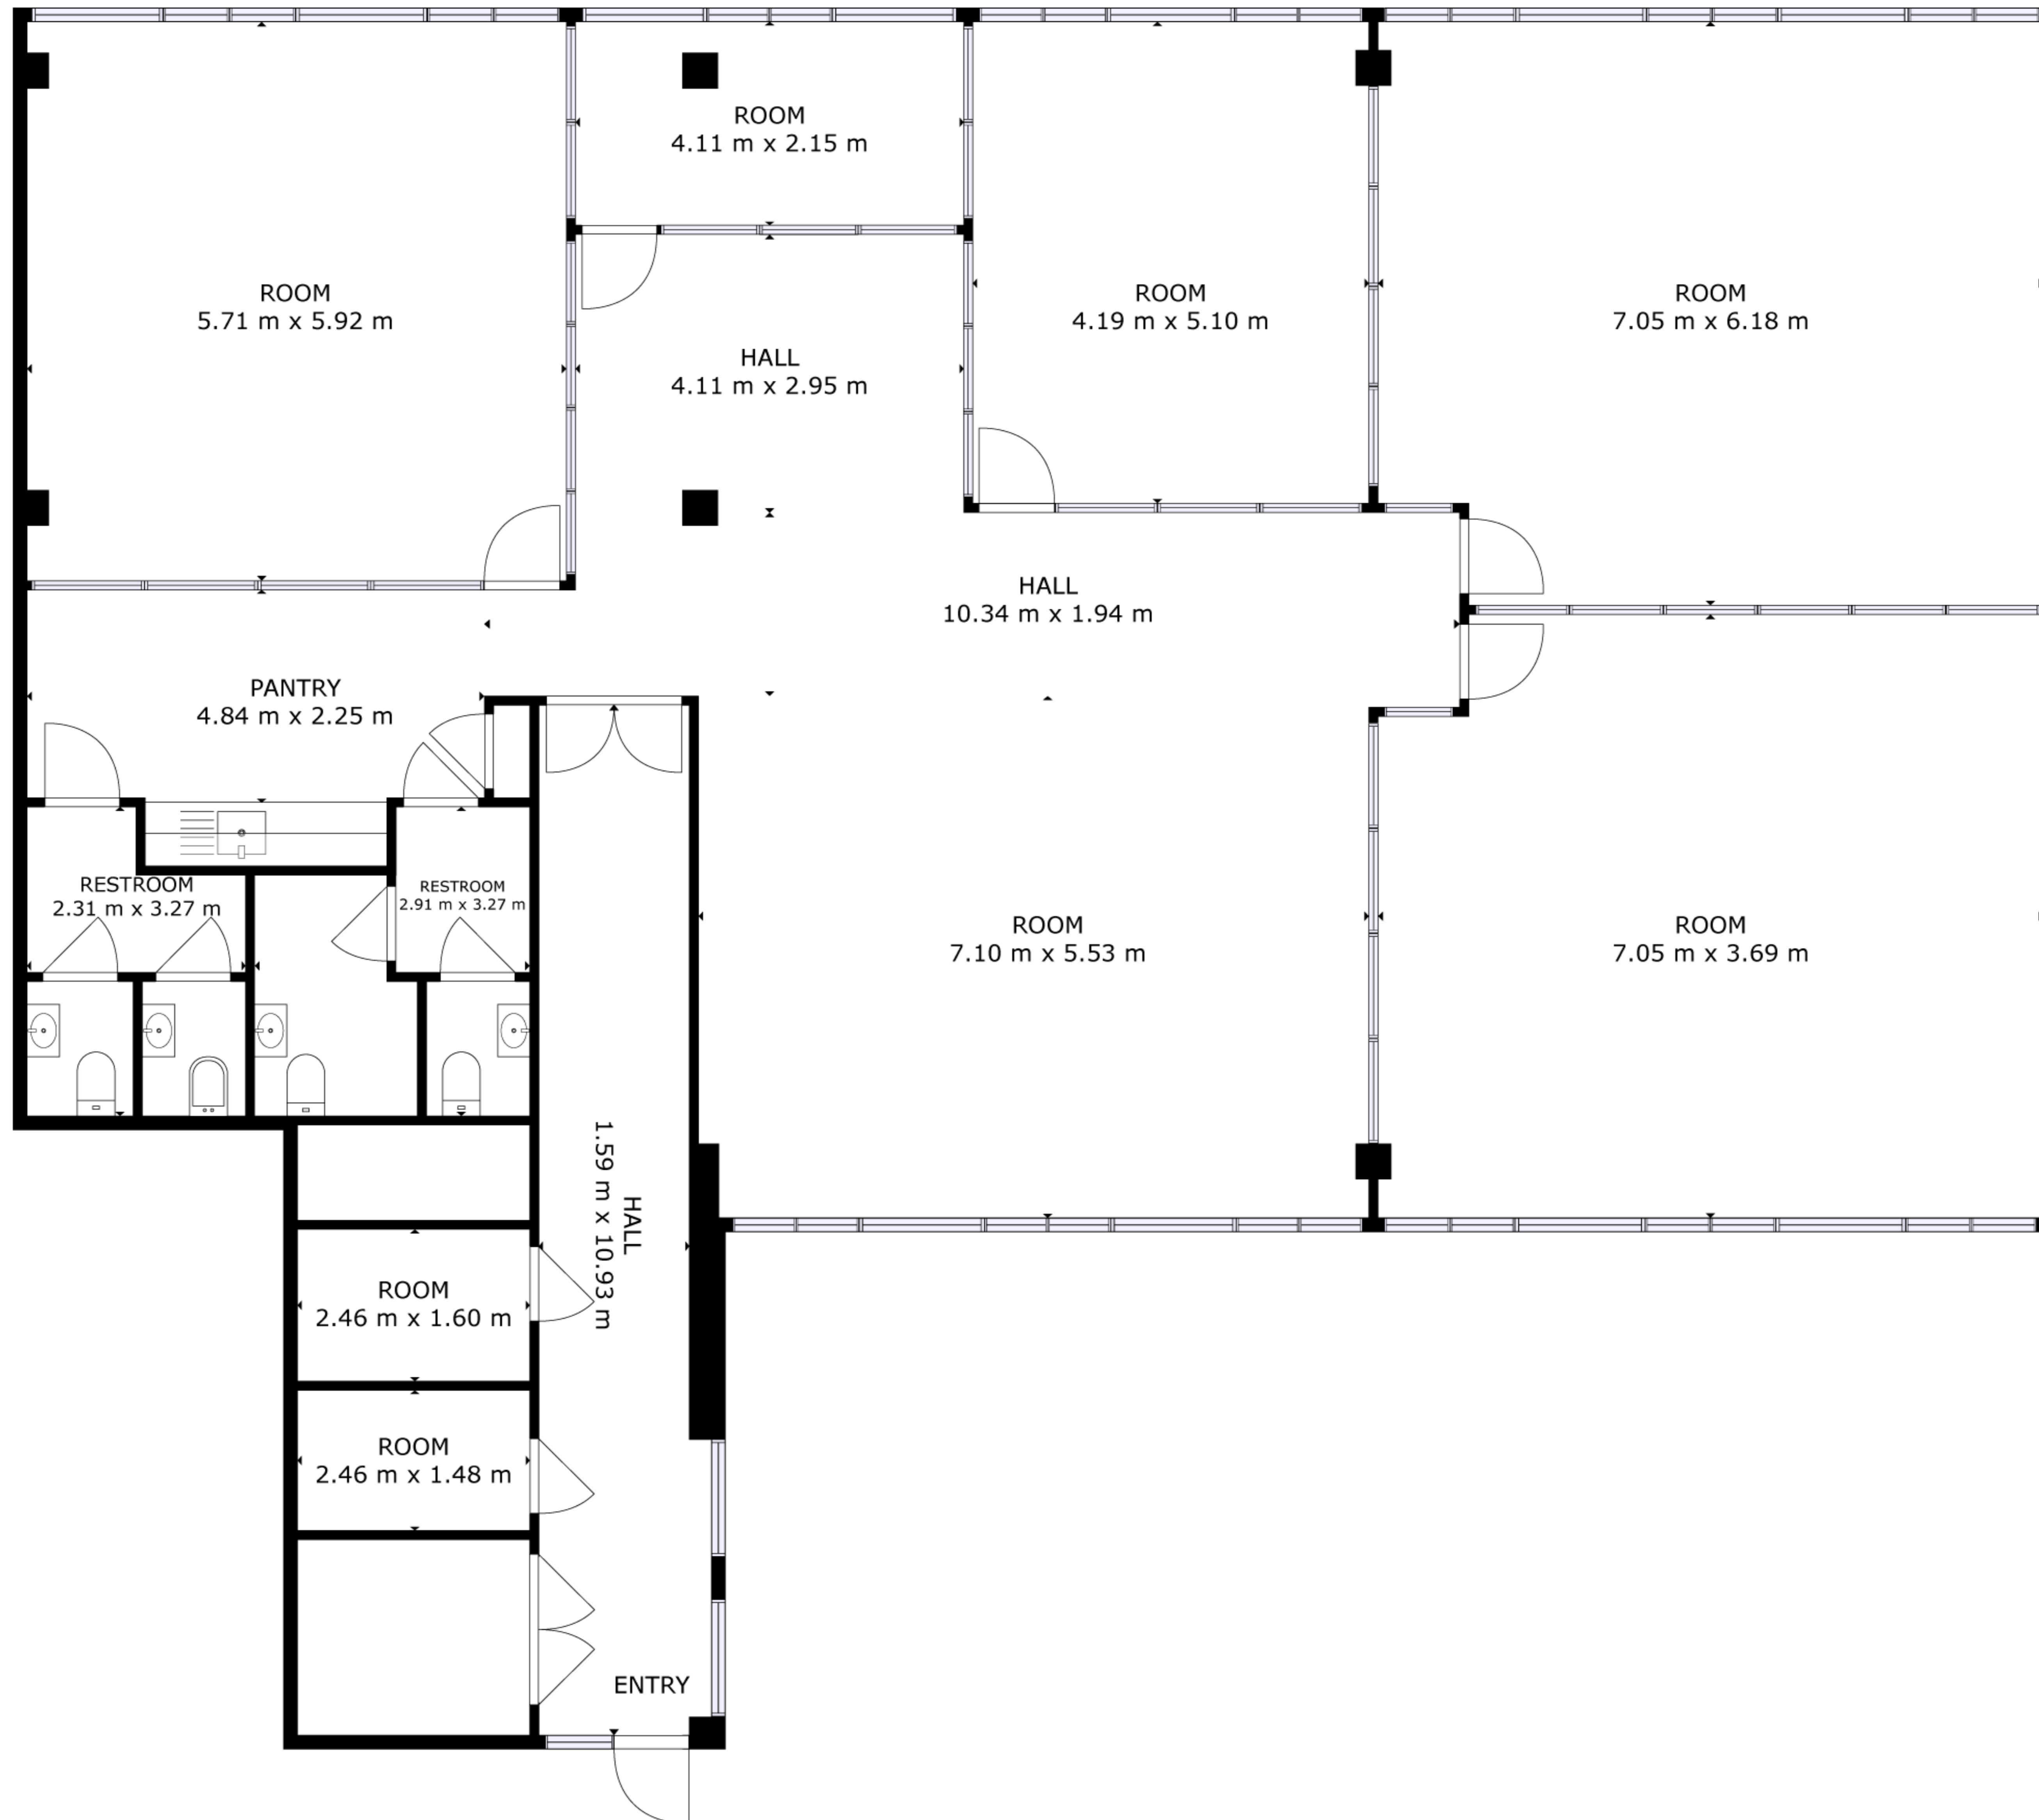 ROOM
4.11 m x 2.15 m
ROOM
5.71 m x 5.92 m
ROOM
4.19 m x 5.10 m
ROOM
7.05 m x 6.18 m
HALL
4.11 m x 2.95 m
HALL
10.34 m x 1.94 m
PANTRY
4.84 m x 2.25 m
RESTROOM
2.31 m x 3.27 m
RESTROOM
2.91 m x 3.27 m
ROOM
7.10 m x 5.53 m
ROOM
7.05 m x 3.69 m
HALL
1.59 m x 10.93 m
ROOM
2.46 m x 1.60 m
ROOM
2.46 m x 1.48 m
ENTRY